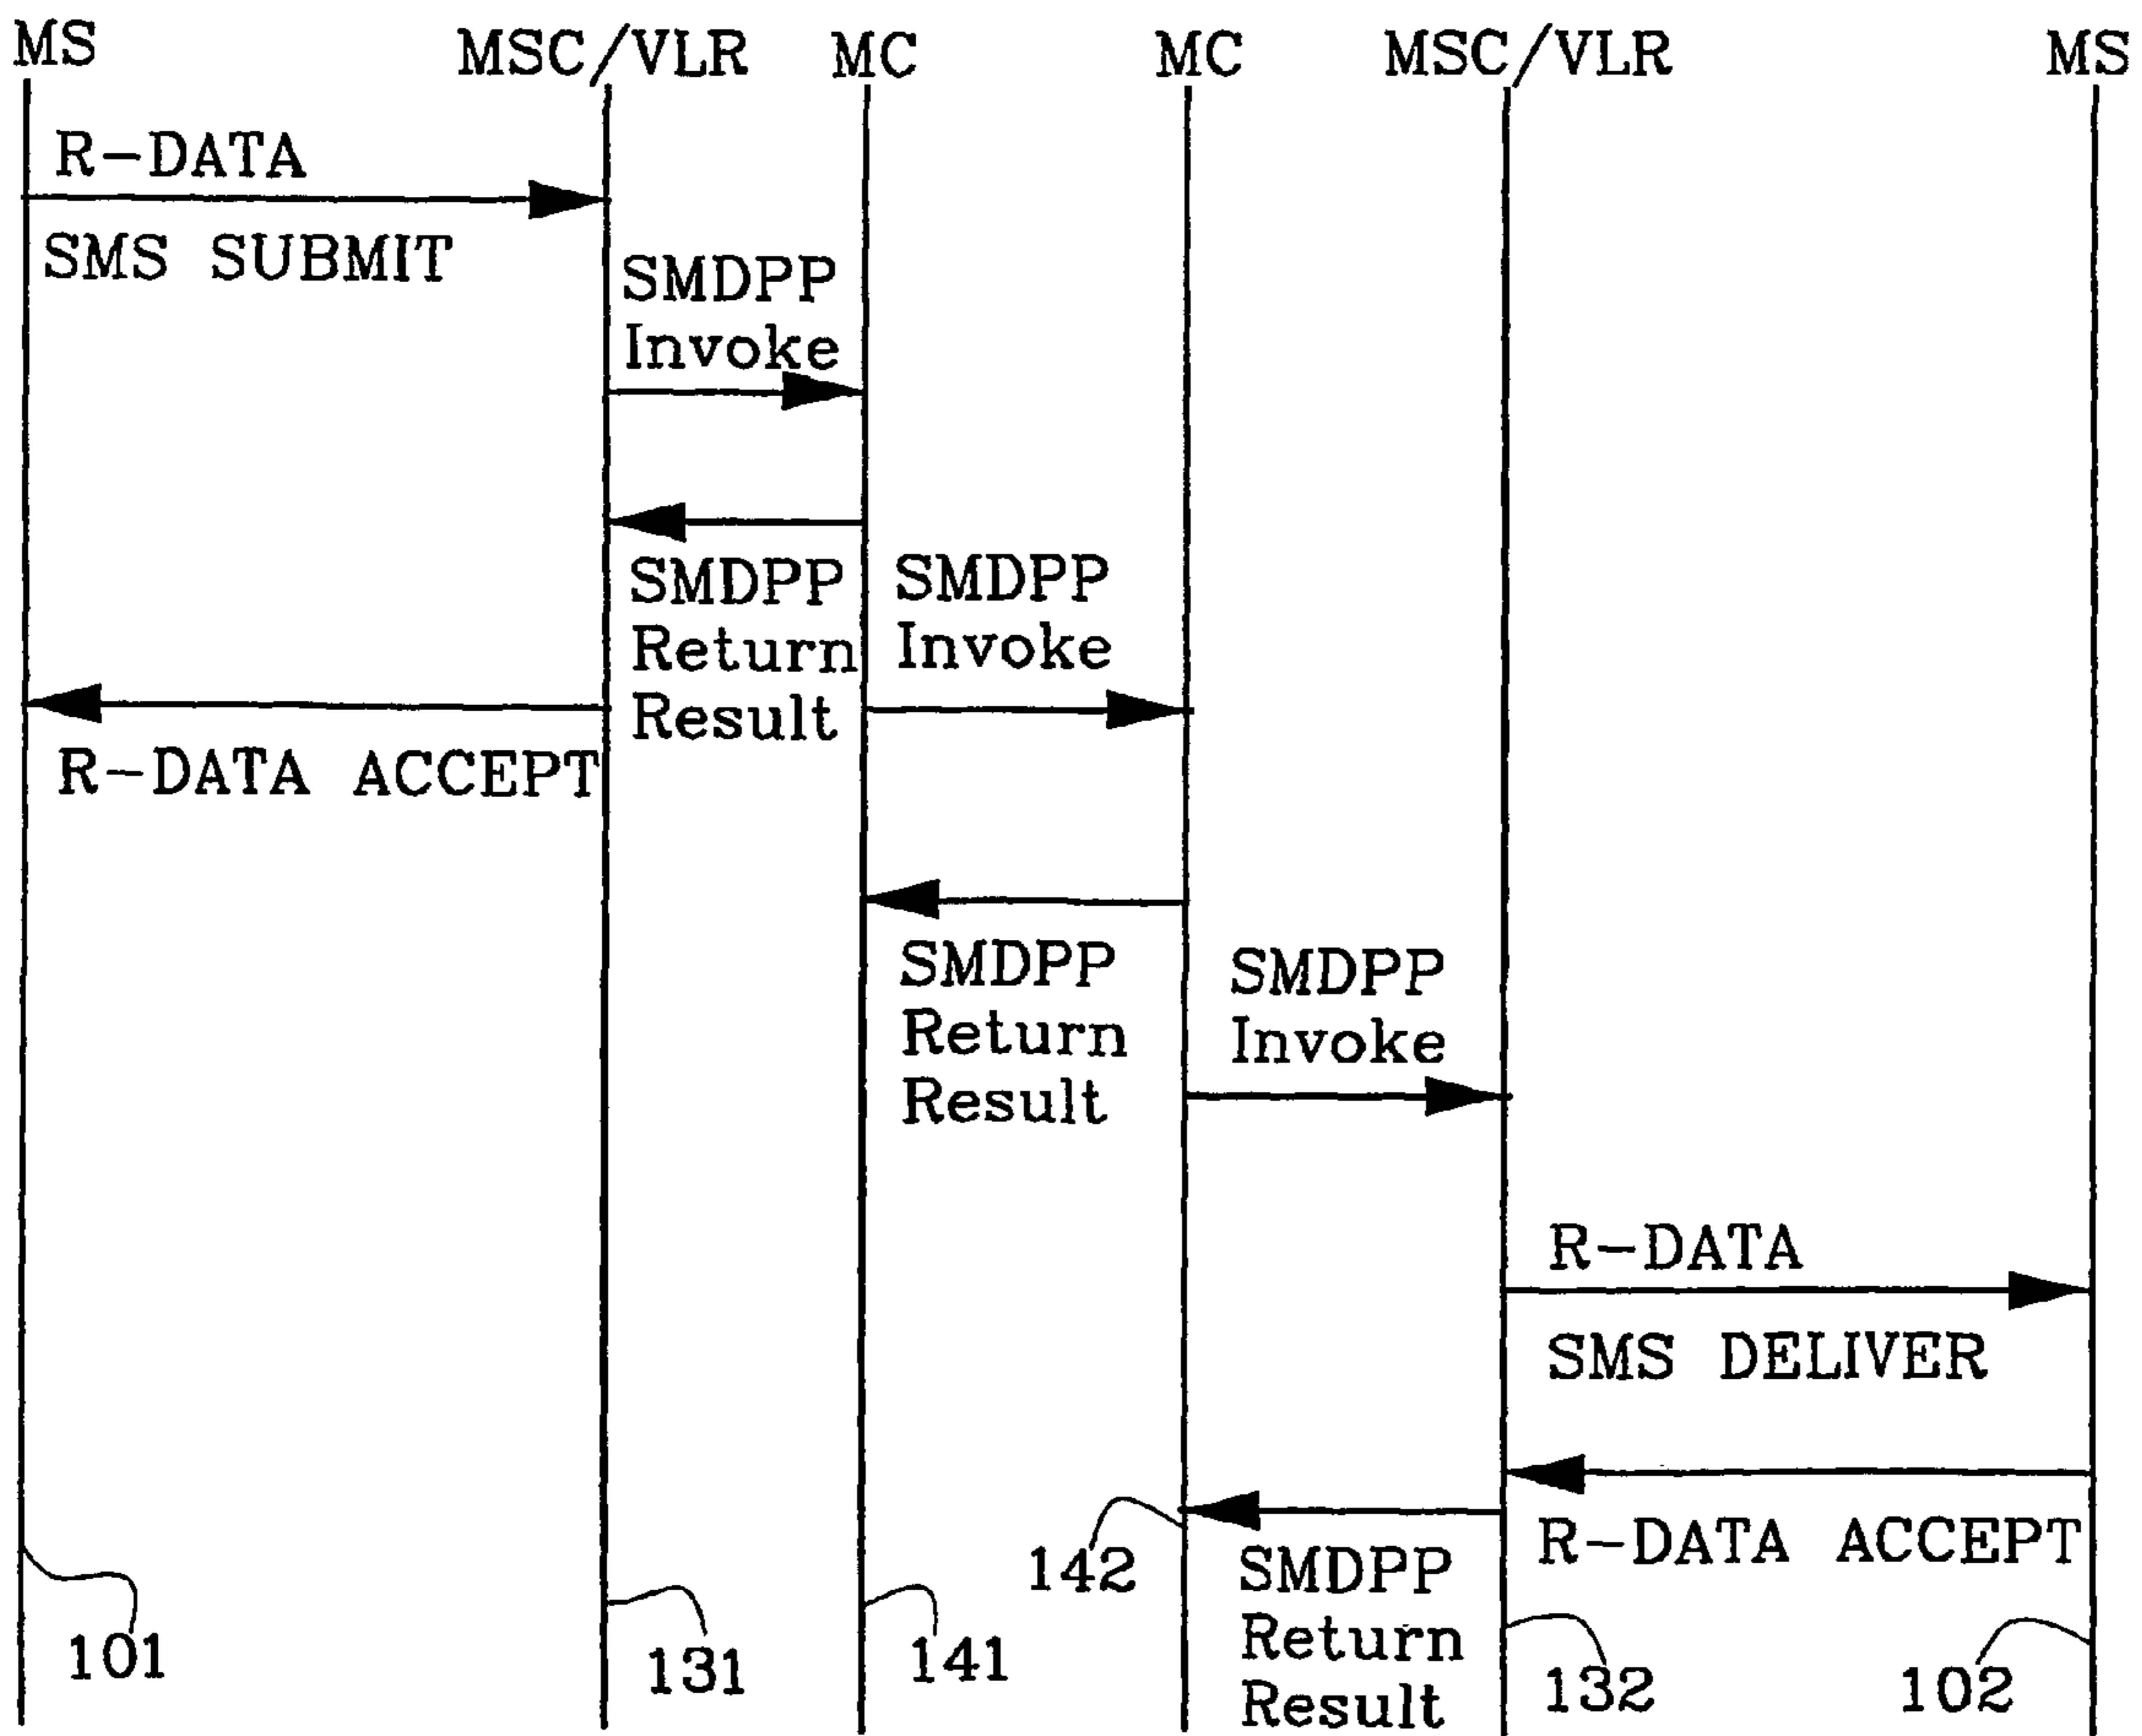 MS
MSC/VLR
MC
MC
MSC/VLR
MS
R-DATA
SMS SUBMIT
SMDPP
Invoke
SMDPP
Return
Result
SMDPP
Invoke
R-DATA ACCEPT
SMDPP
Return
Result
SMDPP
Invoke
R-DATA
SMS DELIVER
R-DATA ACCEPT
SMDPP
Return
Result
142
101
131
141
132
102